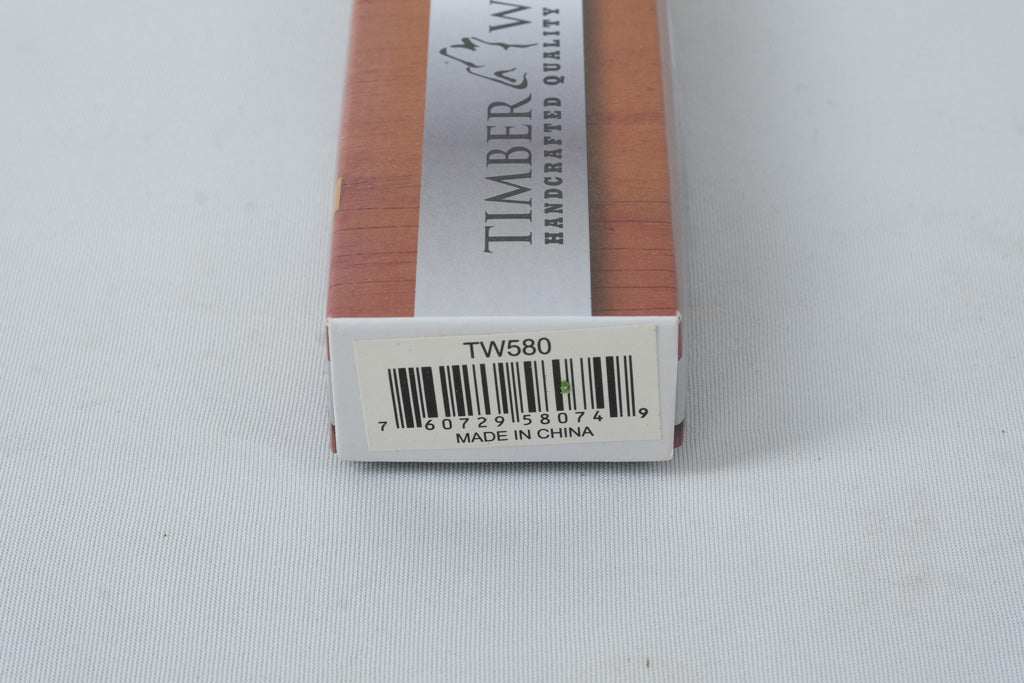 TIMBER W
HANDCRAFTED QUALITY
TW580
7 60729 58074 9
MADE IN CHINA